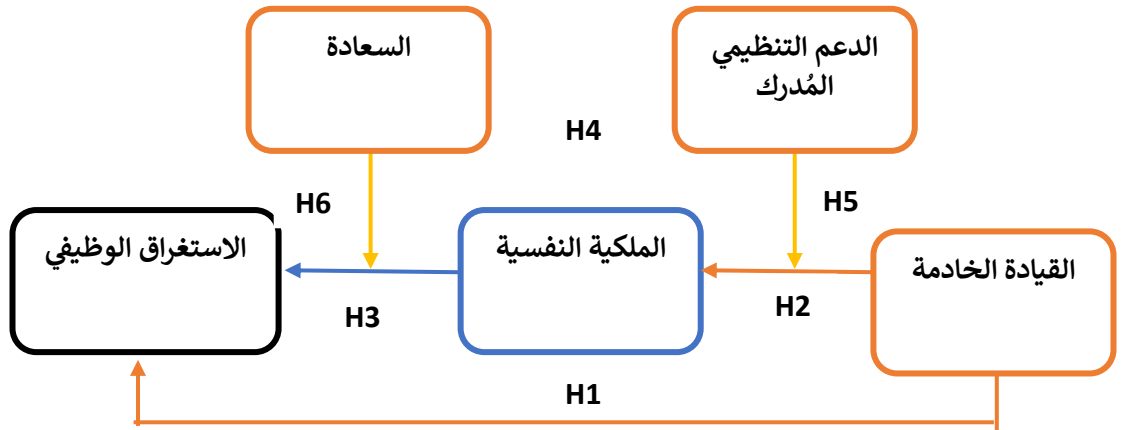 الدعم التنظيمي
المُدرك
السعادة
H4
H5
H6
القيادة الخادمة
الملكية النفسية
الاستغراق الوظيفي
H2
H3
H1